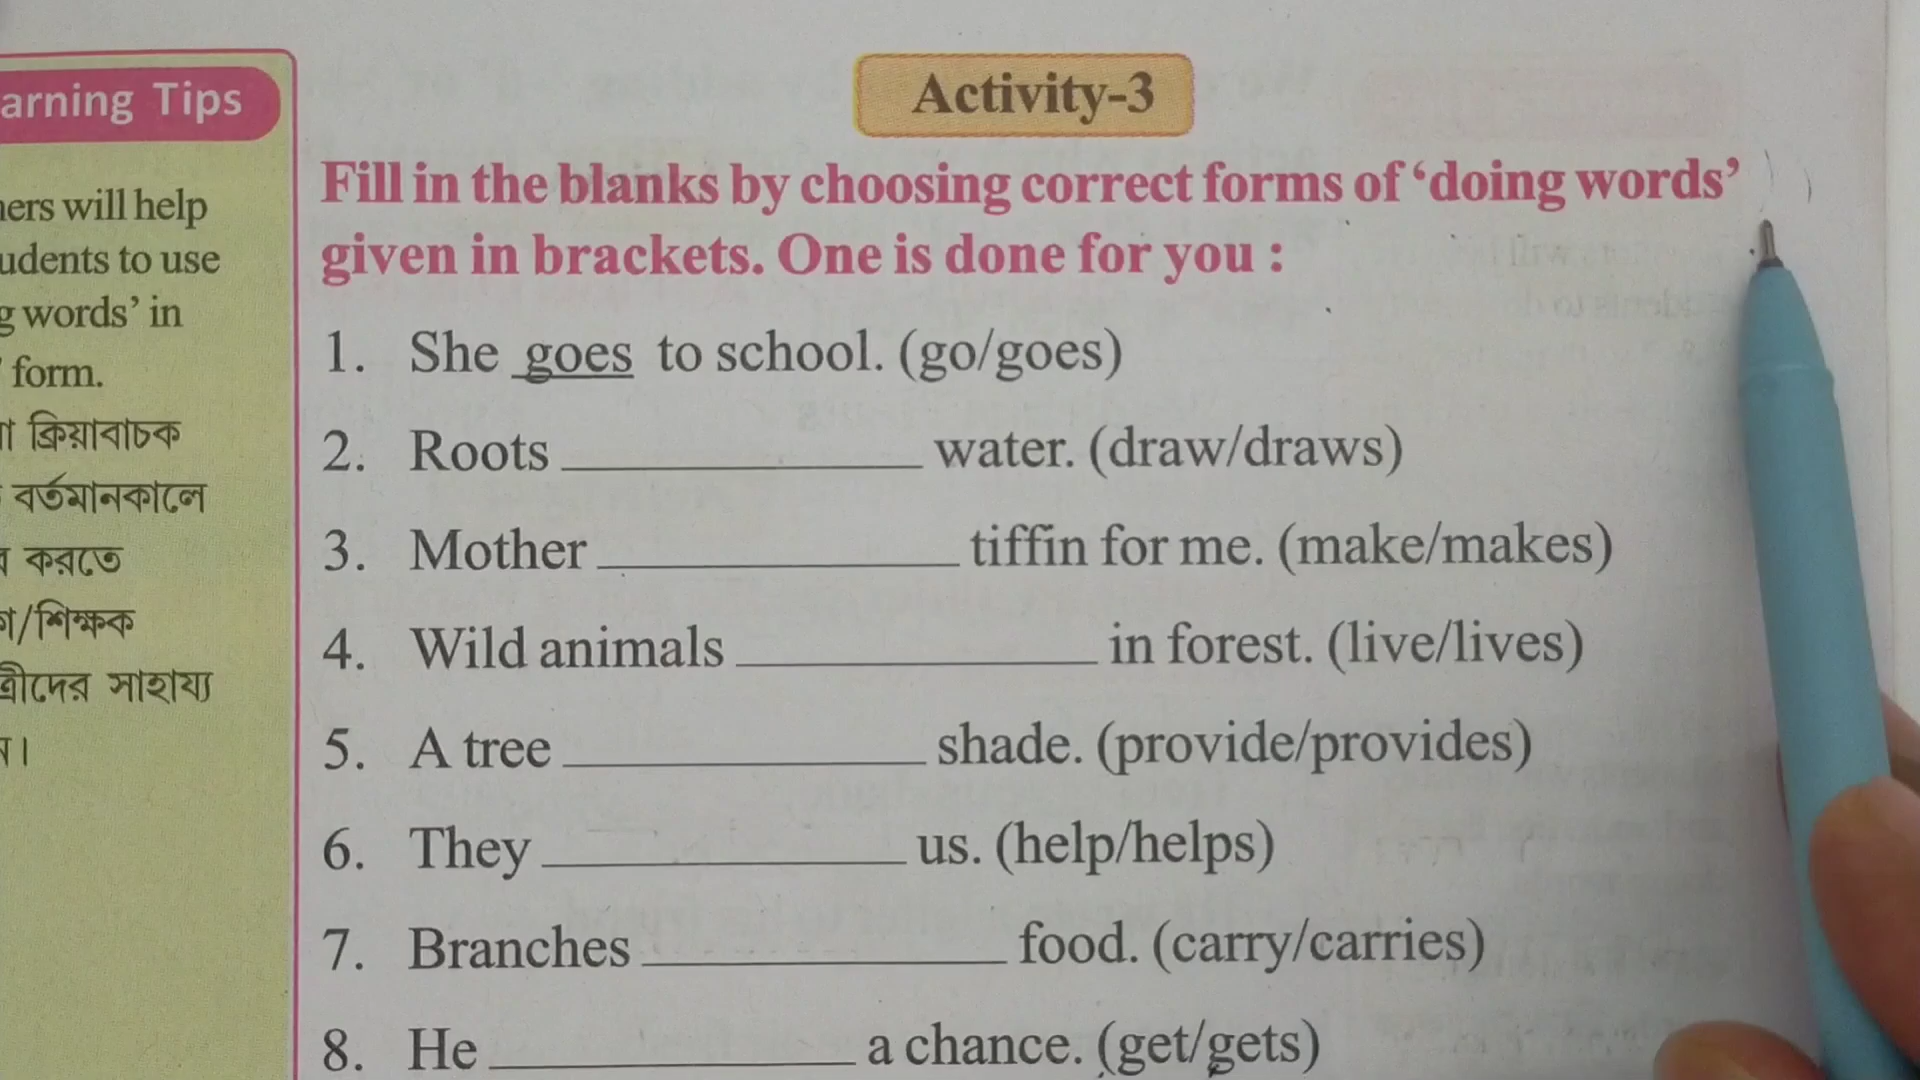 Tips
will help
to use
words' in
form.
ক্রিয়াবাচক
বর্তমানকালে
করতে
/শিক্ষক
সাহায্য
Activity-3
Fill in the blanks by choosing correct forms of 'doing words'
given in brackets. One is done for you :
1. She goes to school. (go/goes)
2. Roots ____________ water. (draw/draws)
3. Mother ____________ tiffin for me. (make/makes)
4. Wild animals ____________ in forest. (live/lives)
5. A tree ____________ shade. (provide/provides)
6. They ____________ us. (help/helps)
7. Branches ____________ food. (carry/carries)
8. He ____________ a chance. (get/gets)